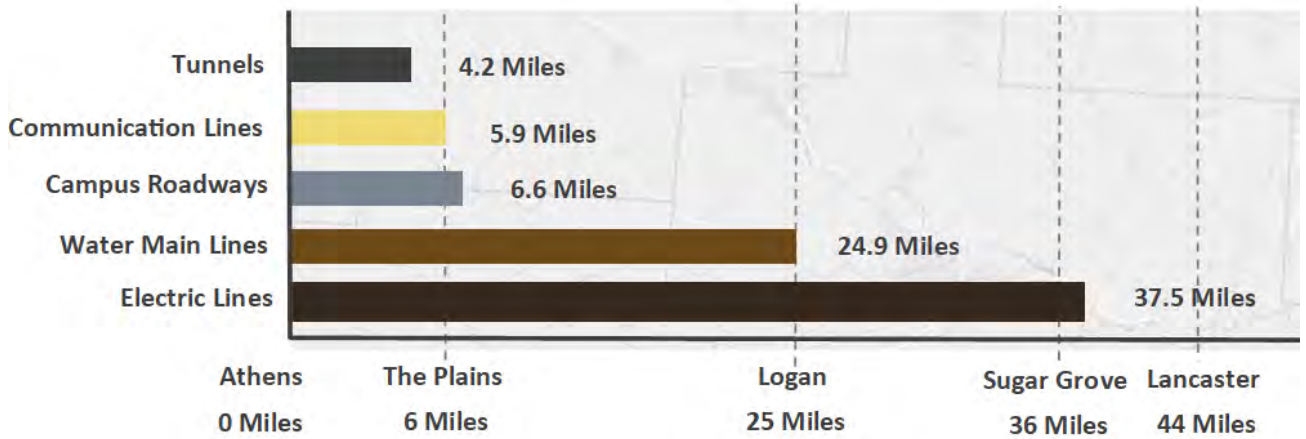 Tunnels
4.2 Miles
Communication Lines
5.9 Miles
Campus Roadways
6.6 Miles
Water Main Lines
24.9 Miles
Electric Lines
37.5 Miles
Athens The Plains Logan Sugar Grove Lancaster
0 Miles 6 Miles 25 Miles 36 Miles 44 Miles